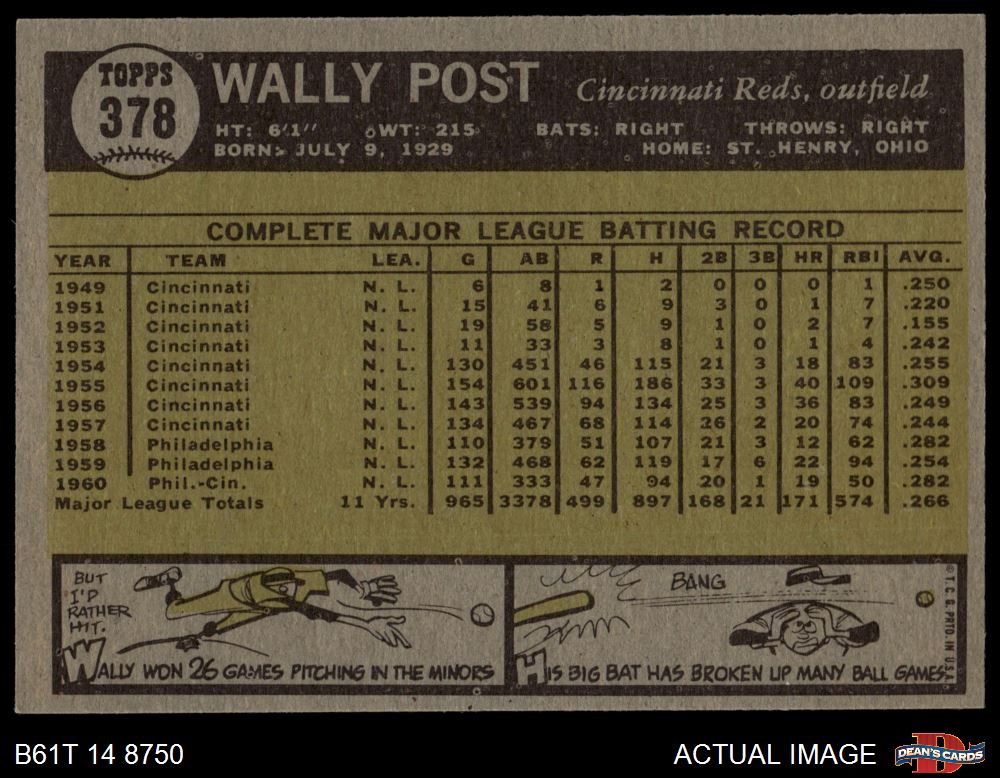 TOPPS
378
WALLY POST Cincinnati Reds, outfield
HT: 6'1" WT: 215 BATS: RIGHT THROWS: RIGHT
BORN: JULY 9, 1929 HOME: ST. HENRY, OHIO
COMPLETE MAJOR LEAGUE BATTING RECORD
YEAR TEAM LEA. G AB R H 2B 3B HR RBI AVG.
1949 Cincinnati N. L. 6 8 1 2 0 0 0 1 .250
1951 Cincinnati N. L. 15 41 6 9 3 0 1 7 .220
1952 Cincinnati N. L. 19 58 5 9 1 0 2 7 .155
1953 Cincinnati N. L. 11 33 3 8 1 0 1 4 .242
1954 Cincinnati N. L. 130 451 46 115 21 3 18 83 .255
1955 Cincinnati N. L. 154 601 116 186 33 3 40 109 .309
1956 Cincinnati N. L. 143 539 94 134 25 3 36 83 .249
1957 Cincinnati N. L. 134 467 68 114 26 2 20 74 .244
1958 Philadelphia N. L. 110 379 51 107 21 3 12 62 .282
1959 Philadelphia N. L. 132 468 62 119 17 6 22 94 .254
1960 Phil.-Cin. N. L. 111 333 47 94 20 1 19 50 .282
Major League Totals 11 Yrs. 965 3378 499 897 168 21 171 574 .266
BUT
I'D
RATHER
HIT.
WALLY WON 26 GAMES PITCHING IN THE MINORS
BANG
HIS BIG BAT HAS BROKEN UP MANY BALL GAMES.
© T. C. G. PRTD. IN U.S.A.
B61T 14 8750 ACTUAL IMAGE DEAN'S CARDS